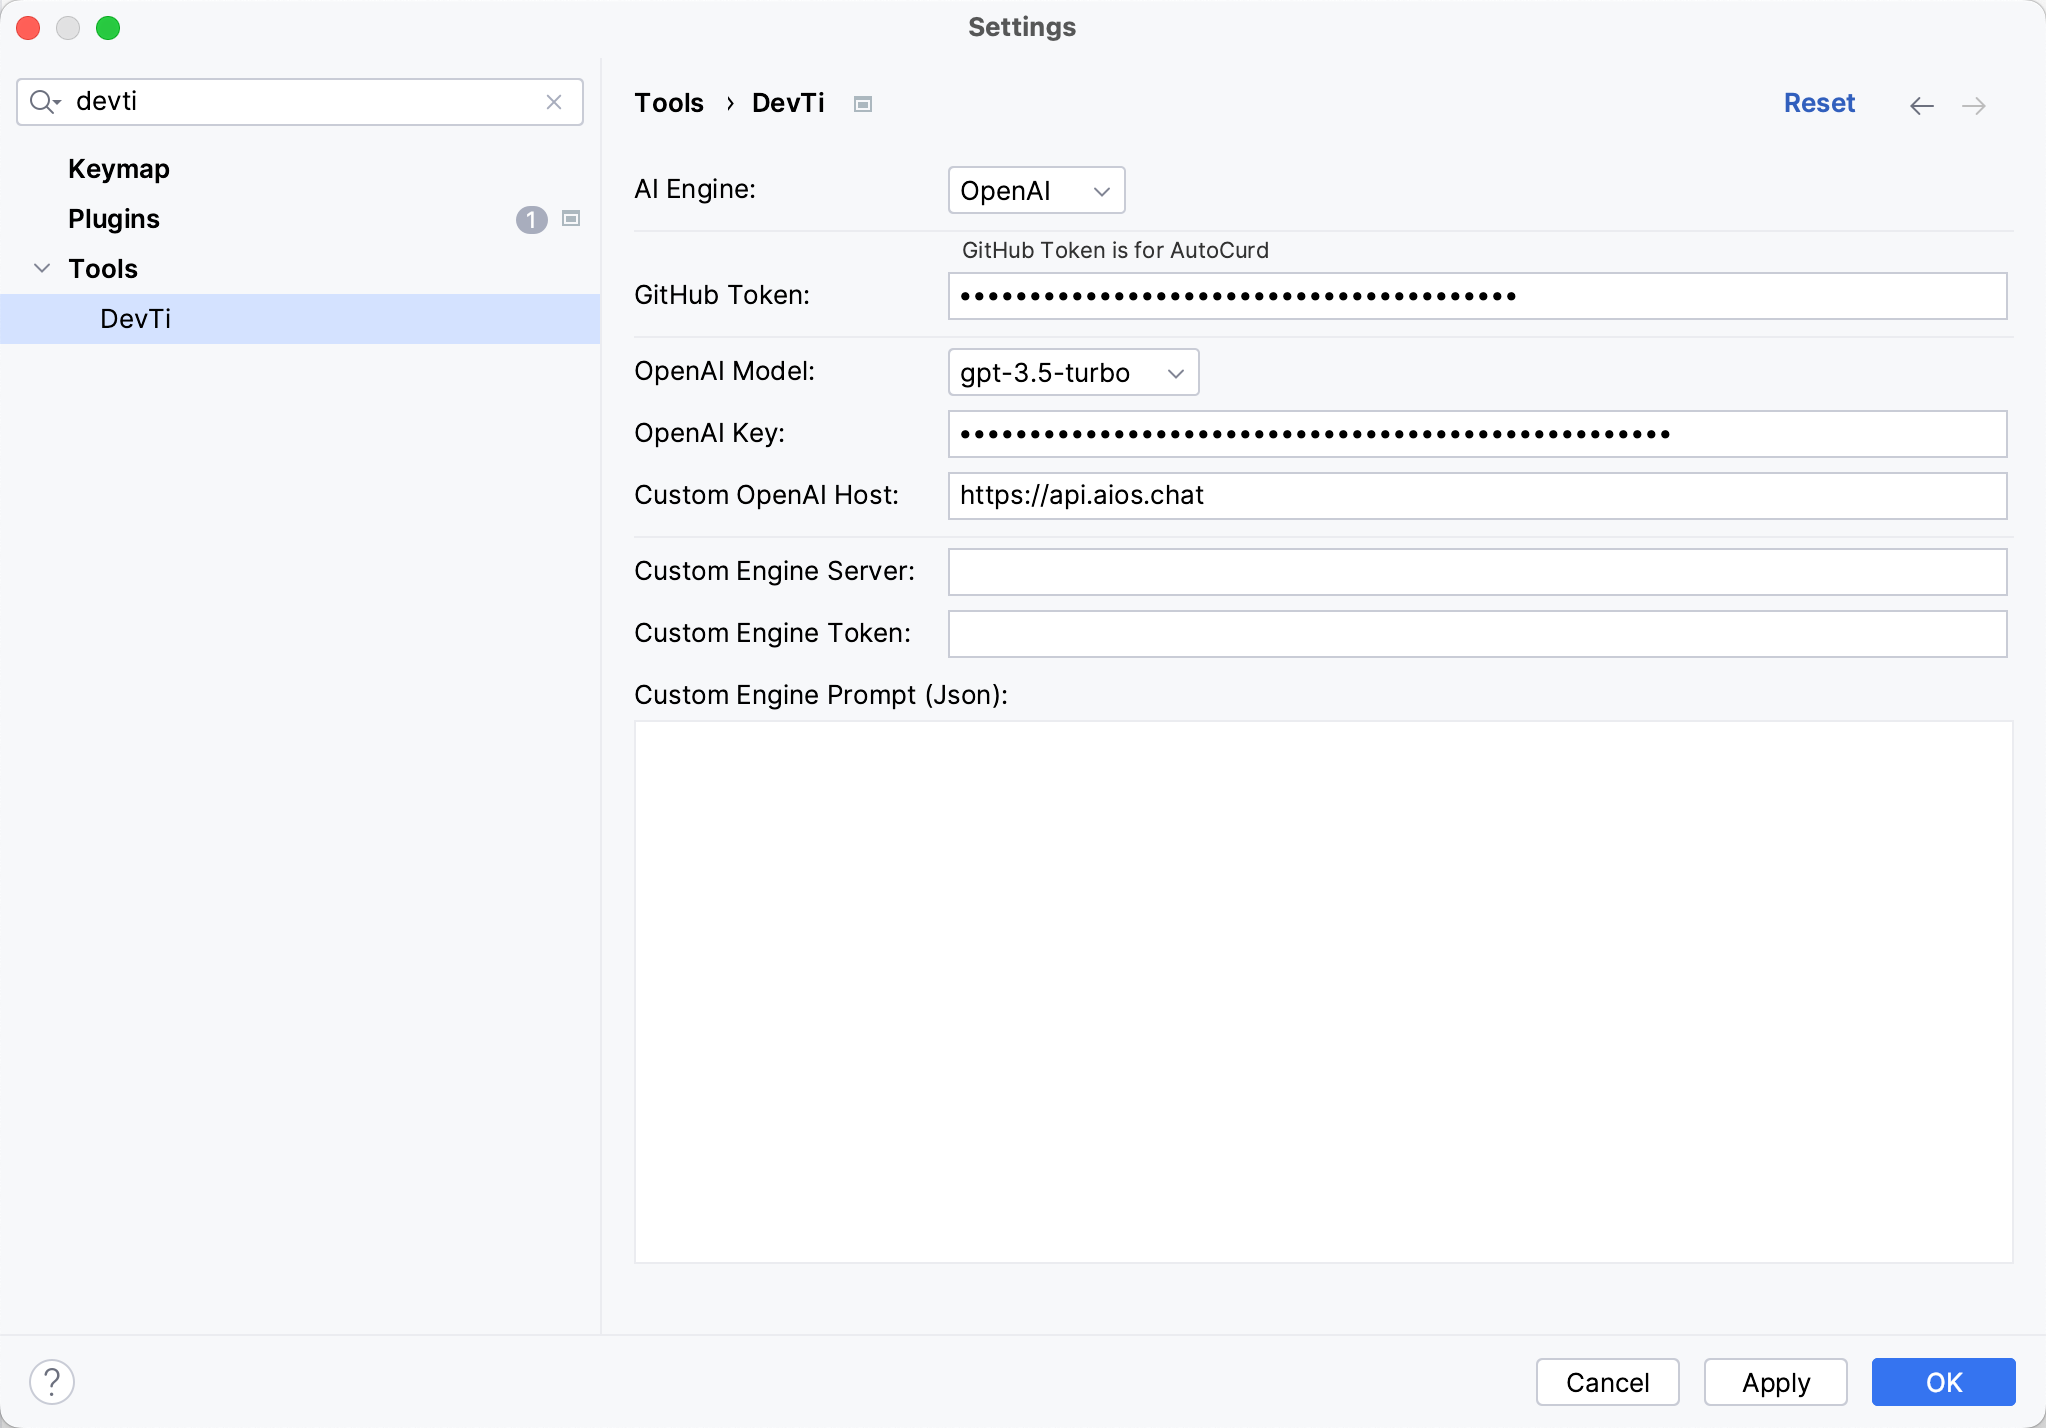 Settings
devti
Keymap
Plugins 1
Tools
DevTi
Tools › DevTi
Reset
AI Engine: OpenAI
GitHub Token is for AutoCurd
GitHub Token: ••••••••••••••••••••••••••••••••••••••••
OpenAI Model: gpt-3.5-turbo
OpenAI Key: •••••••••••••••••••••••••••••••••••••••••••••••••••
Custom OpenAI Host: https://api.aios.chat
Custom Engine Server:
Custom Engine Token:
Custom Engine Prompt (Json):
?
Cancel
Apply
OK